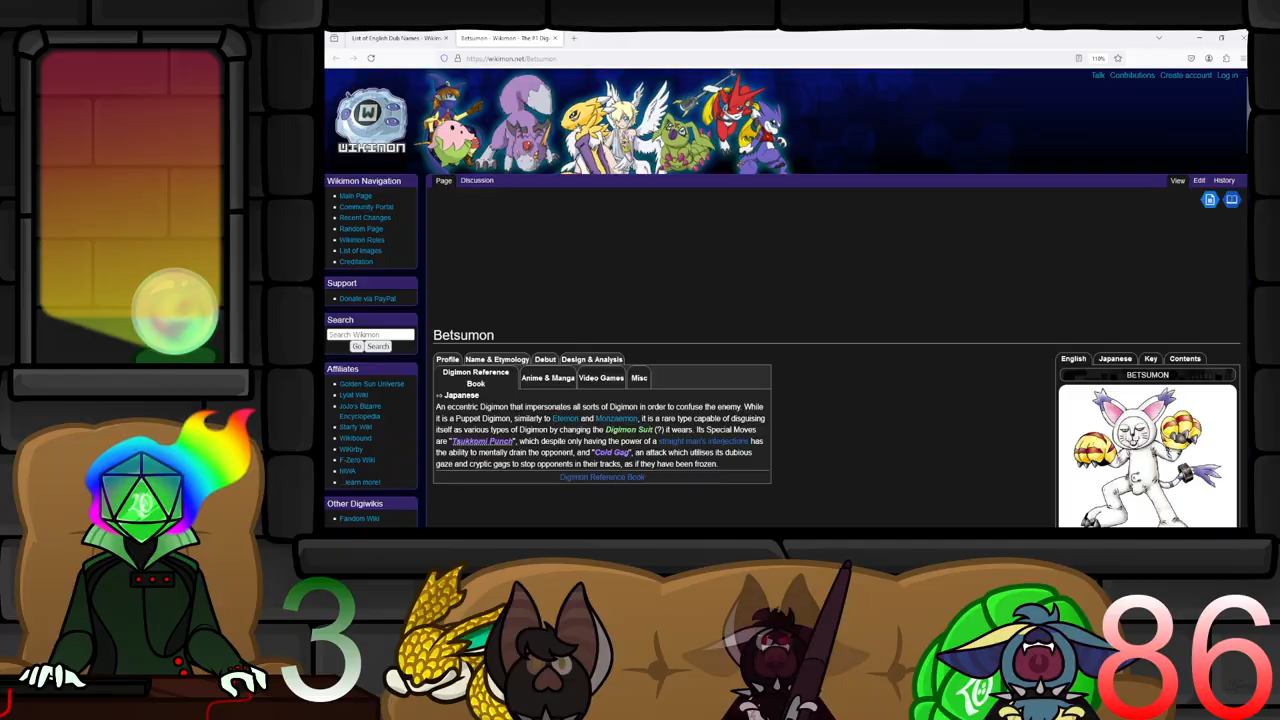 List of English Dub Names - Wikim
Betsumon - Wikimon - The #1 Dig
https://wikimon.net/Betsumon
110%
Talk Contributions Create account Log in
W
WIKIMON
Wikimon Navigation
Main Page
Community Portal
Recent Changes
Random Page
Wikimon Roles
List of Images
Creditation
Support
Donate via PayPal
Search
Search Wikimon
Go Search
Affiliates
Golden Sun Universe
Lylat Wiki
JoJo's Bizarre
Encyclopedia
Starfy Wiki
Wikibound
WiKirby
F-Zero Wiki
NIWA
...learn more!
Other Digiwikis
Fandom Wiki
Page Discussion
View Edit History
Betsumon
Profile Name & Etymology Debut Design & Analysis
Digimon Reference
Book
Anime & Manga Video Games Misc
⇨ Japanese
An eccentric Digimon that impersonates all sorts of Digimon in order to confuse the enemy. While
it is a Puppet Digimon, similarly to Etemon and Monzaemon, it is a rare type capable of disguising
itself as various types of Digimon by changing the Digimon Suit (?) it wears. Its Special Moves
are "Tsukkomi Punch", which despite only having the power of a straight man's interjections has
the ability to mentally drain the opponent, and "Cold Gag", an attack which utilises its dubious
gaze and cryptic gags to stop opponents in their tracks, as if they have been frozen.
Digimon Reference Book
English Japanese Key Contents
BETSUMON
3
86